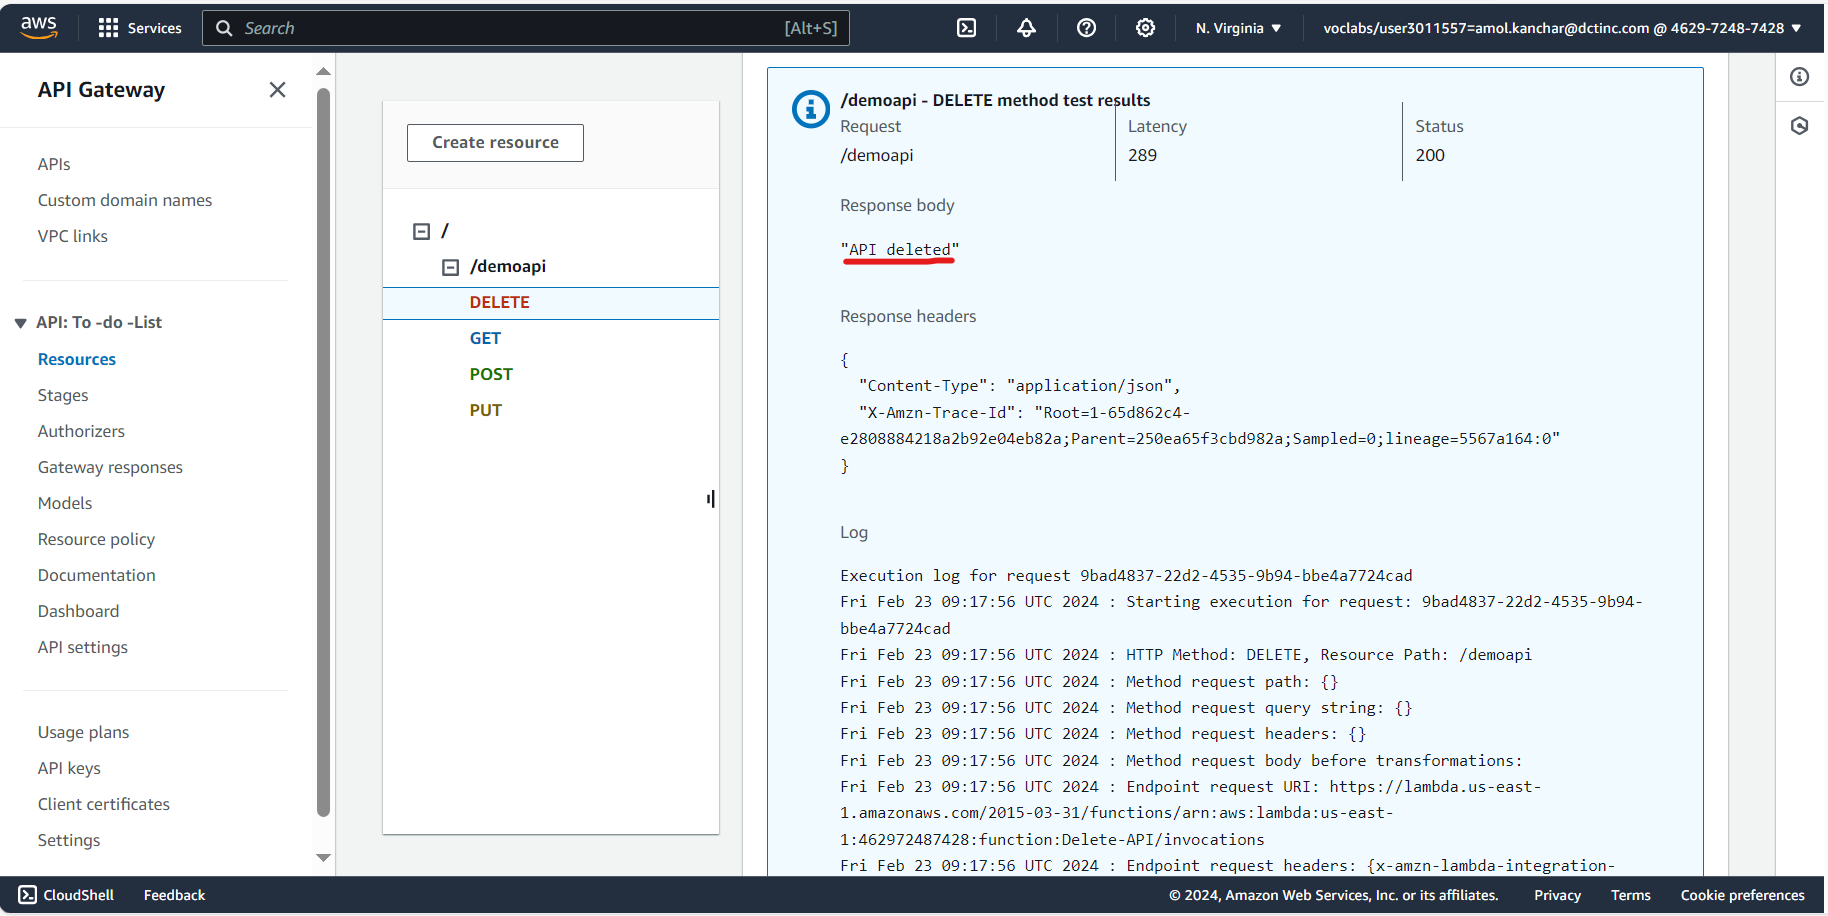 aws
Services
Search
[Alt+S]
N. Virginia
voclabs/user3011557=amol.kanchar@dctinc.com @ 4629-7248-7428
API Gateway
APIs
Custom domain names
VPC links
API: To -do -List
Resources
Stages
Authorizers
Gateway responses
Models
Resource policy
Documentation
Dashboard
API settings
Usage plans
API keys
Client certificates
Settings
Create resource
/
/demoapi
DELETE
GET
POST
PUT
/demoapi - DELETE method test results
Request
/demoapi
Latency
289
Status
200
Response body
"API deleted"
Response headers
{
"Content-Type": "application/json",
"X-Amzn-Trace-Id": "Root=1-65d862c4-
e2808884218a2b92e04eb82a;Parent=250ea65f3cbd982a;Sampled=0;lineage=5567a164:0"
}
Log
Execution log for request 9bad4837-22d2-4535-9b94-bbe4a7724cad
Fri Feb 23 09:17:56 UTC 2024 : Starting execution for request: 9bad4837-22d2-4535-9b94-
bbe4a7724cad
Fri Feb 23 09:17:56 UTC 2024 : HTTP Method: DELETE, Resource Path: /demoapi
Fri Feb 23 09:17:56 UTC 2024 : Method request path: {}
Fri Feb 23 09:17:56 UTC 2024 : Method request query string: {}
Fri Feb 23 09:17:56 UTC 2024 : Method request headers: {}
Fri Feb 23 09:17:56 UTC 2024 : Method request body before transformations:
Fri Feb 23 09:17:56 UTC 2024 : Endpoint request URI: https://lambda.us-east-
1.amazonaws.com/2015-03-31/functions/arn:aws:lambda:us-east-
1:462972487428:function:Delete-API/invocations
Fri Feb 23 09:17:56 UTC 2024 : Endpoint request headers: {x-amzn-lambda-integration-
CloudShell
Feedback
© 2024, Amazon Web Services, Inc. or its affiliates.
Privacy
Terms
Cookie preferences